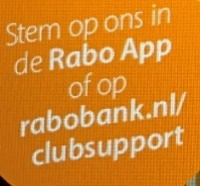 Stem op ons in
de Rabo App
of op
rabobank.nl/
clubsupport